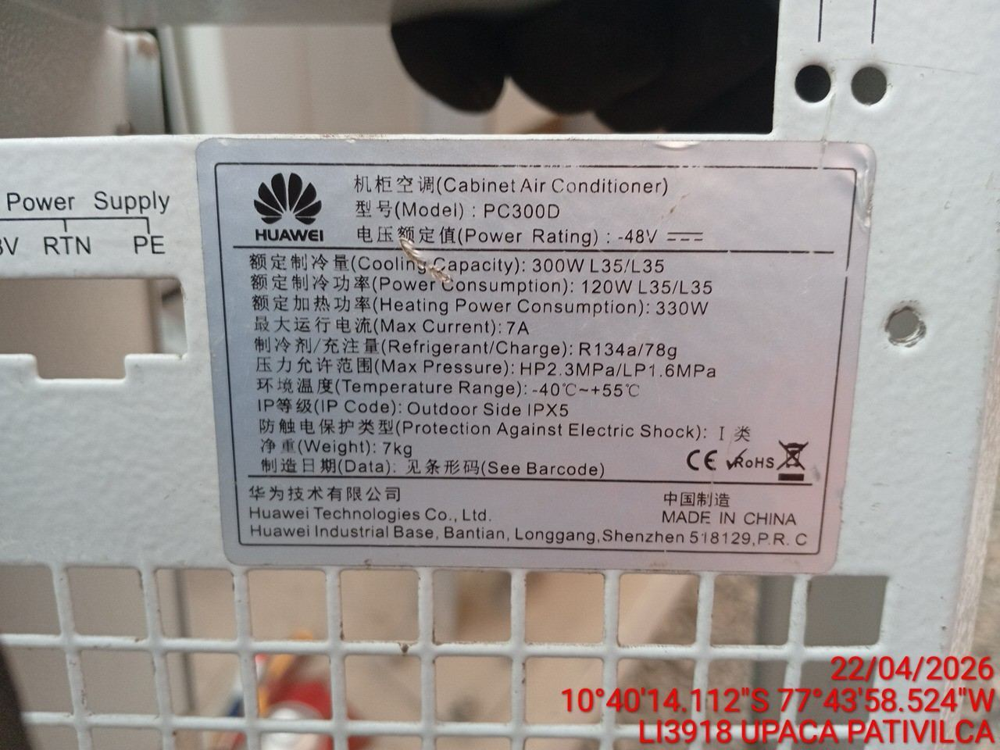 Power Supply
RTN PE
HUAWEI
机柜空调(Cabinet Air Conditioner)
型号(Model) : PC300D
电压额定值(Power Rating) : -48V
额定制冷量(Cooling Capacity): 300W L35/L35
额定制冷功率(Power Consumption): 120W L35/L35
额定加热功率(Heating Power Consumption): 330W
最大运行电流(Max Current): 7A
制冷剂/充注量(Refrigerant/Charge): R134a/78g
压力允许范围(Max Pressure): HP2.3MPa/LP1.6MPa
环境温度(Temperature Range): -40℃~+55℃
IP等级(IP Code): Outdoor Side IPX5
防触电保护类型(Protection Against Electric Shock): I 类
净重(Weight): 7kg
制造日期(Data): 见条形码(See Barcode)
CE RoHS
华为技术有限公司
Huawei Technologies Co., Ltd.
Huawei Industrial Base, Bantian, Longgang, Shenzhen 518129, P.R. C
中国制造
MADE IN CHINA
22/04/2026
10°40'14.112"S 77°43'58.524"W
LI3918 UPACA PATIVILCA